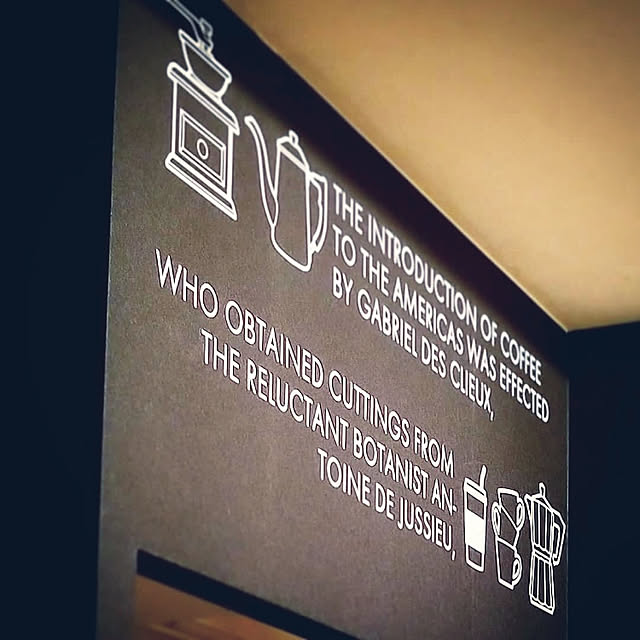 THE INTRODUCTION OF COFFEE
TO THE AMERICAS WAS EFFECTED
BY GABRIEL DES CLIEUX,
WHO OBTAINED CUTTINGS FROM
THE RELUCTANT BOTANIST AN-
TOINE DE JUSSIEU,